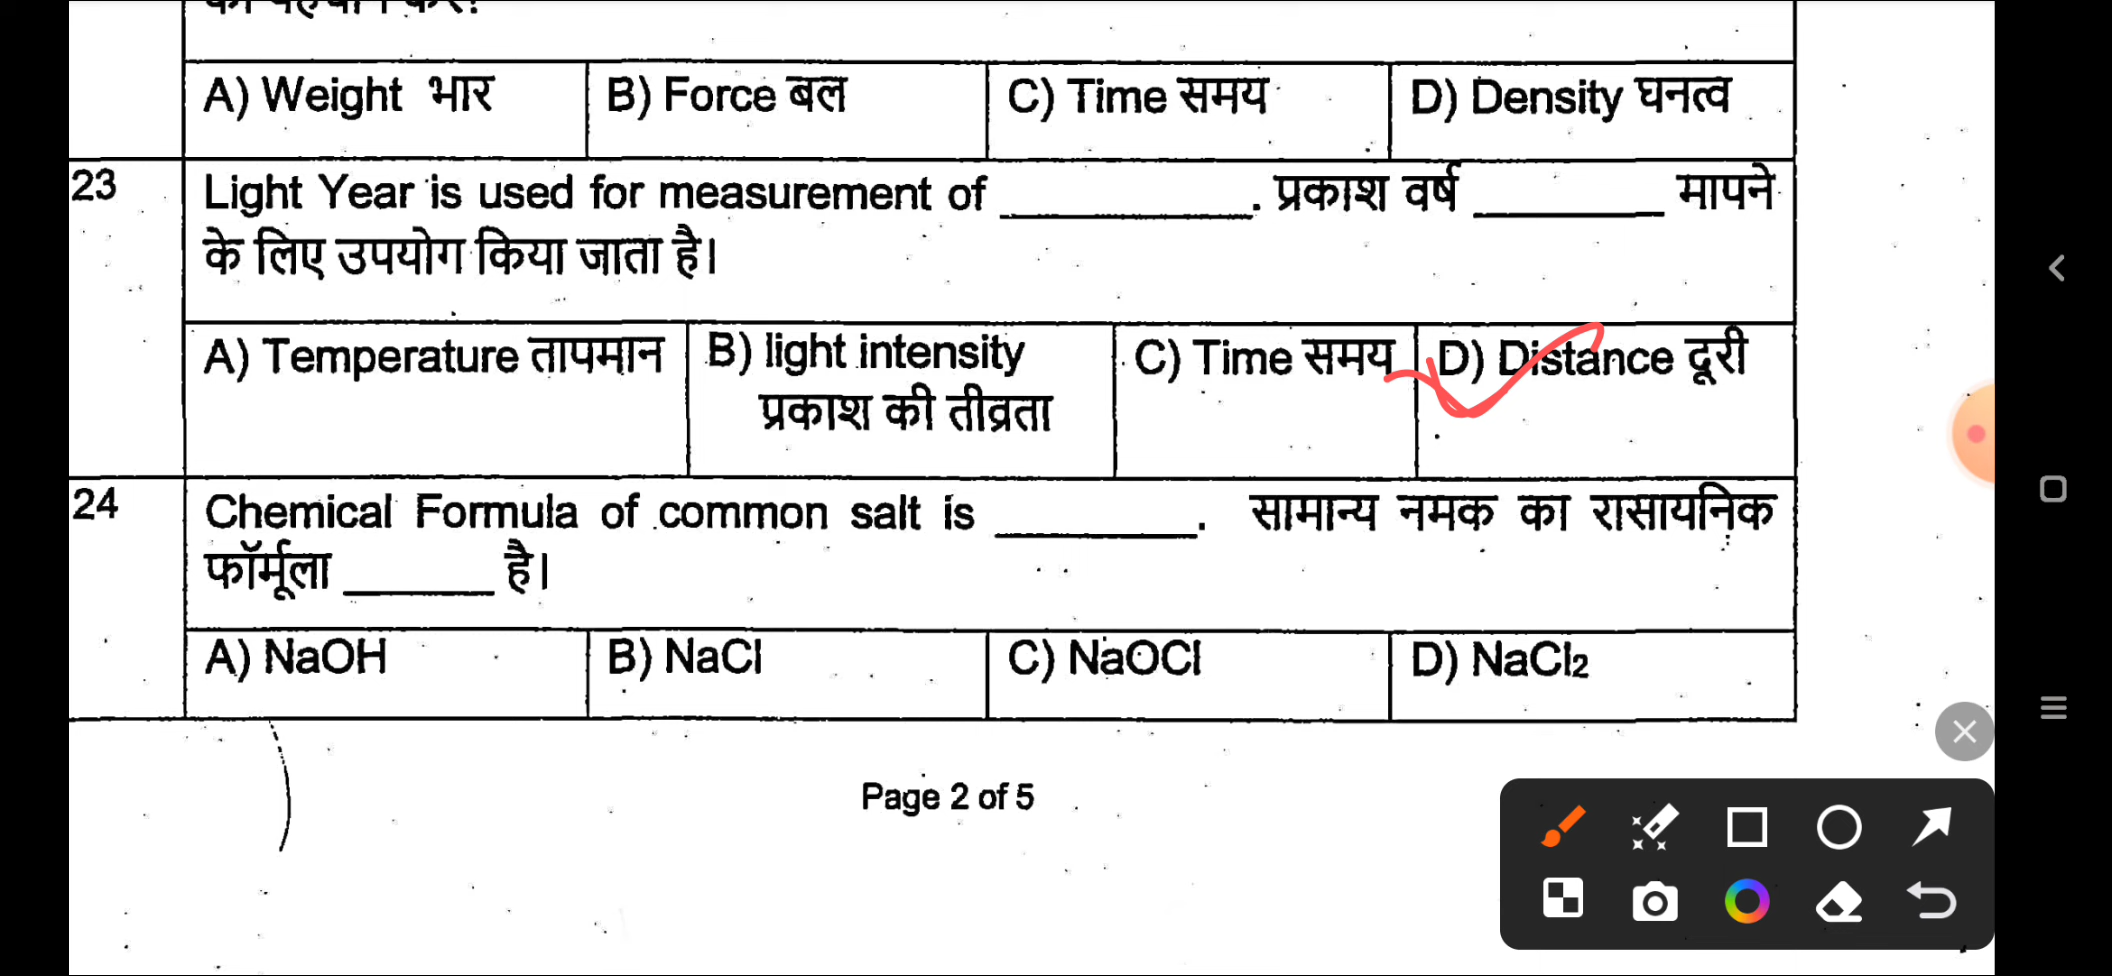 A) Weight भार
B) Force बल
C) Time समय
D) Density घनत्व
23
Light Year is used for measurement of __________. प्रकाश वर्ष ________ मापने
के लिए उपयोग किया जाता है।
A) Temperature तापमान
B) light intensity
प्रकाश की तीव्रता
C) Time समय
D) Distance दूरी
24
Chemical Formula of common salt is ________. सामान्य नमक का रासायनिक
फॉर्मूला ______ है।
A) NaOH
B) NaCl
C) NaOCl
D) NaCl2
Page 2 of 5